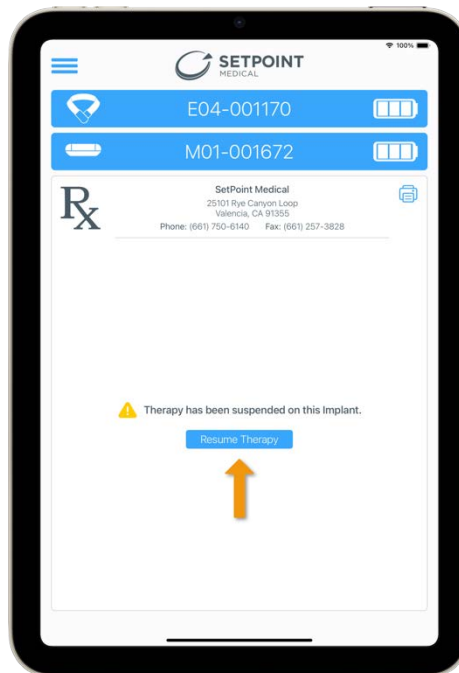 100%
SETPOINT
MEDICAL
E04-001170
M01-001672
Rx
SetPoint Medical
25101 Rye Canyon Loop
Valencia, CA 91355
Phone: (661) 750-6140 Fax: (661) 257-3828
Therapy has been suspended on this Implant.
Resume Therapy